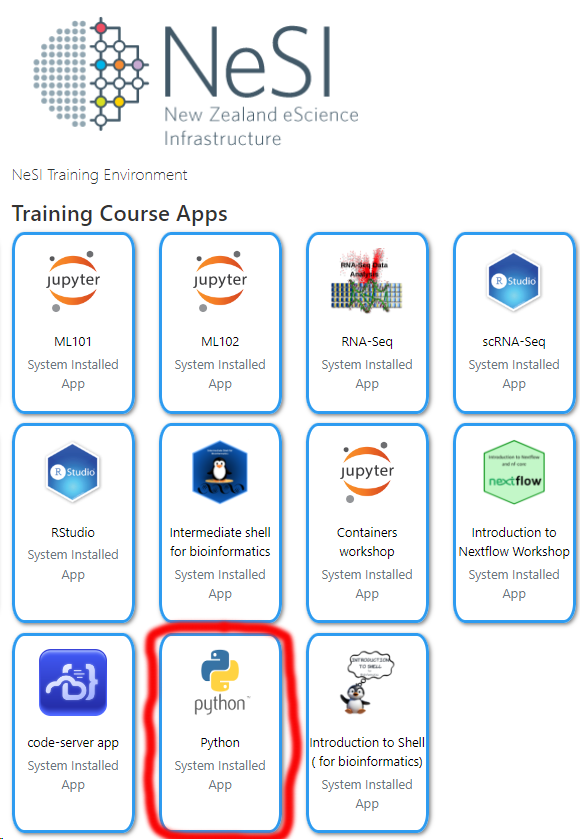 NeSI
New Zealand eScience
Infrastructure
NeSI Training Environment
Training Course Apps
jupyter
ML101
System Installed
App
jupyter
ML102
System Installed
App
RNA-Seq Data
Analysis
RNA-Seq
System Installed
App
R Studio
scRNA-Seq
System Installed
App
R Studio
RStudio
System Installed
App
Intermediate shell
for bioinformatics
System Installed
App
jupyter
Containers
workshop
System Installed
App
Introduction to Nextflow
and nf-core
nextflow
Introduction to
Nextflow Workshop
System Installed
App
code-server app
System Installed
App
python™
Python
System Installed
App
INTRODUCTION
TO SHELL
Introduction to Shell
( for bioinformatics)
System Installed
App